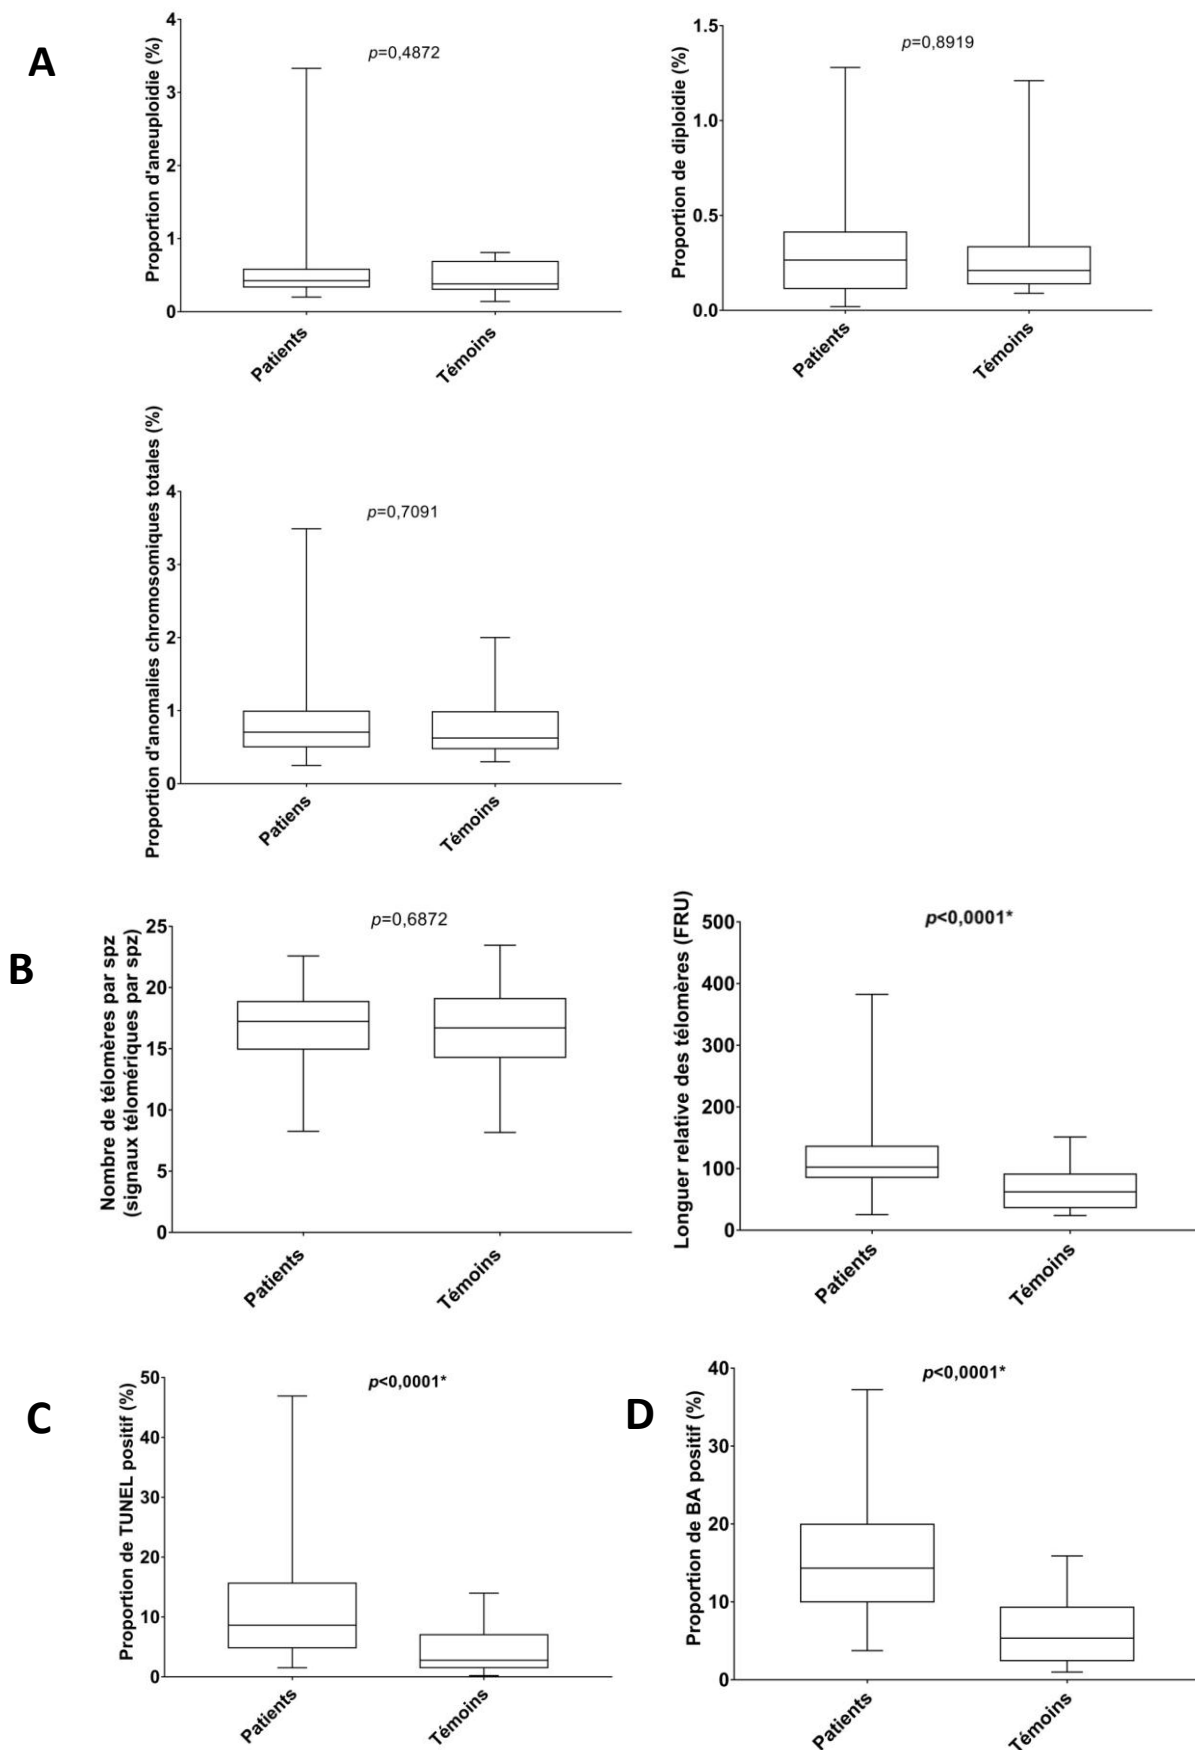 A
Proportion d'aneuploidie (%)
p=0,4872
4
3
2
1
0
Patients
Témoins
Proportion de diploidie (%)
p=0,8919
1.5
1.0
0.5
0.0
Patients
Témoins
Proportion d'anomalies chromosomiques totales (%)
p=0,7091
4
3
2
1
0
Patiens
Témoins
B
Nombre de télomères par spz
(signaux télomériques par spz)
p=0,6872
25
20
15
10
5
0
Patients
Témoins
Longuer relative des télomères (FRU)
p<0,0001*
500
400
300
200
100
0
Patients
Témoins
C
Proportion de TUNEL positif (%)
p<0,0001*
50
40
30
20
10
0
Patients
Témoins
D
Proportion de BA positif (%)
p<0,0001*
40
30
20
10
0
Patients
Témoins